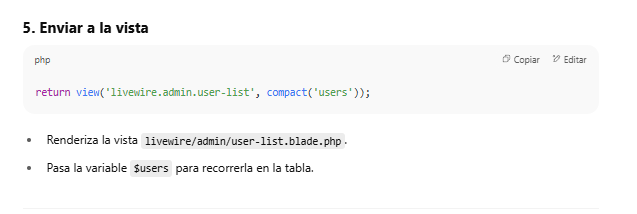 5. Enviar a la vista
php Copiar Editar
return view('livewire.admin.user-list', compact('users'));
• Renderiza la vista livewire/admin/user-list.blade.php.
• Pasa la variable $users para recorrerla en la tabla.